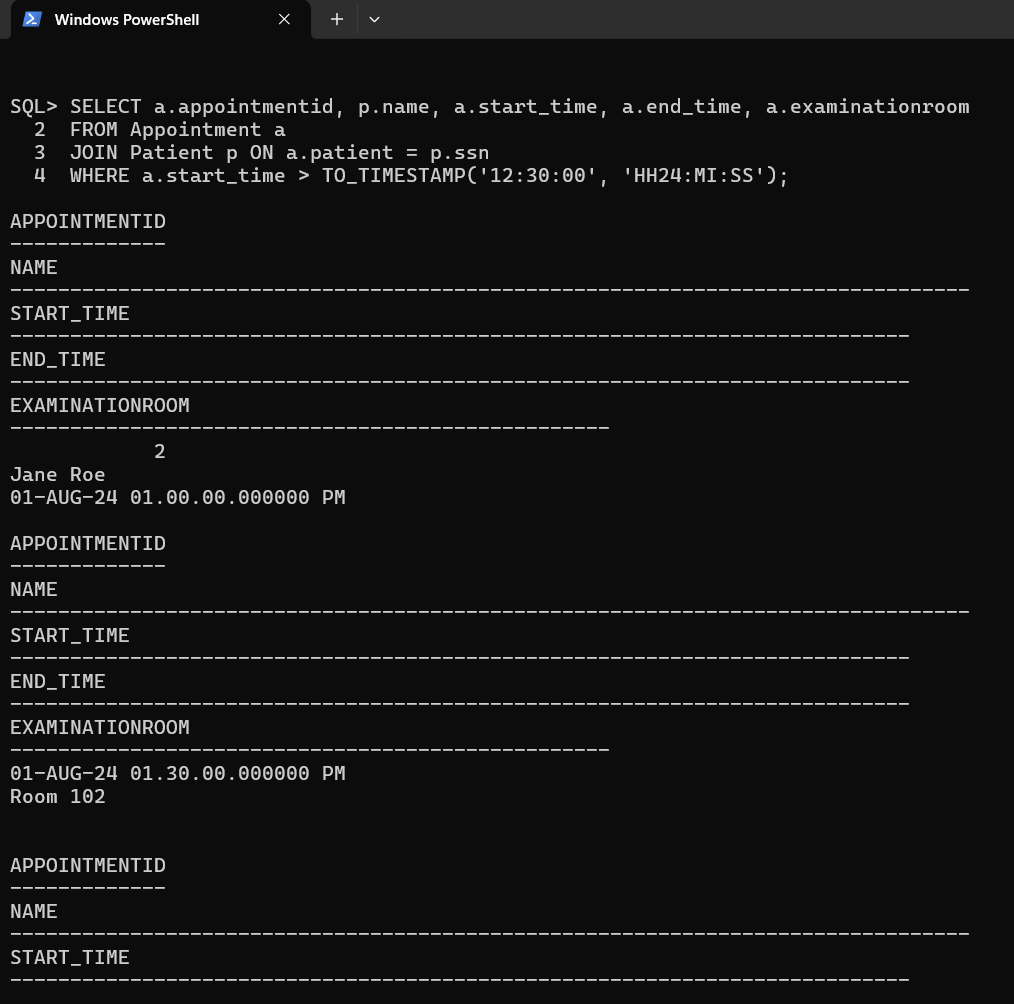 Windows PowerShell
SQL> SELECT a.appointmentid, p.name, a.start_time, a.end_time, a.examinationroom
  2  FROM Appointment a
  3  JOIN Patient p ON a.patient = p.ssn
  4  WHERE a.start_time > TO_TIMESTAMP('12:30:00', 'HH24:MI:SS');
APPOINTMENTID
-------------
NAME
--------------------------------------------------------------------------------
START_TIME
---------------------------------------------------------------------------
END_TIME
---------------------------------------------------------------------------
EXAMINATIONROOM
--------------------------------------------------
            2
Jane Roe
01-AUG-24 01.00.00.000000 PM
APPOINTMENTID
-------------
NAME
--------------------------------------------------------------------------------
START_TIME
---------------------------------------------------------------------------
END_TIME
---------------------------------------------------------------------------
EXAMINATIONROOM
--------------------------------------------------
01-AUG-24 01.30.00.000000 PM
Room 102
APPOINTMENTID
-------------
NAME
--------------------------------------------------------------------------------
START_TIME
---------------------------------------------------------------------------